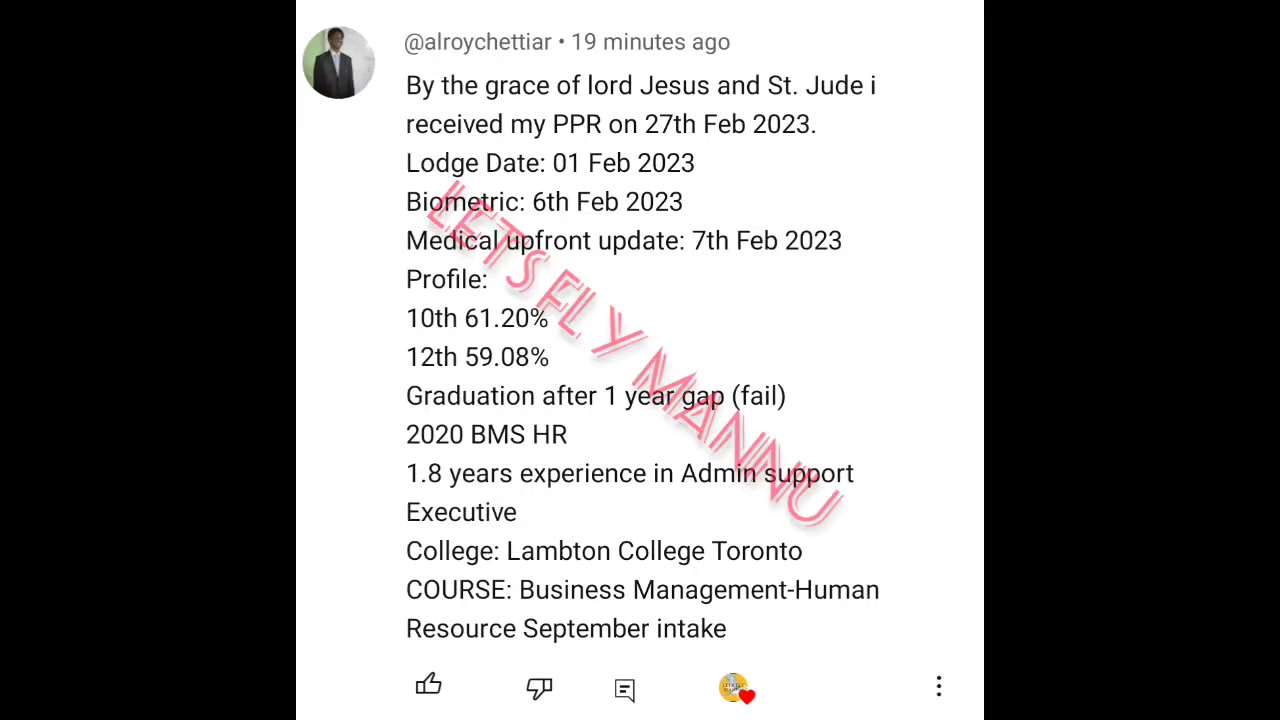 @alroychettiar • 19 minutes ago
By the grace of lord Jesus and St. Jude i
received my PPR on 27th Feb 2023.
Lodge Date: 01 Feb 2023
Biometric: 6th Feb 2023
Medical upfront update: 7th Feb 2023
Profile:
10th 61.20%
12th 59.08%
Graduation after 1 year gap (fail)
2020 BMS HR
1.8 years experience in Admin support
Executive
College: Lambton College Toronto
COURSE: Business Management-Human
Resource September intake
LETS FLY MANNU